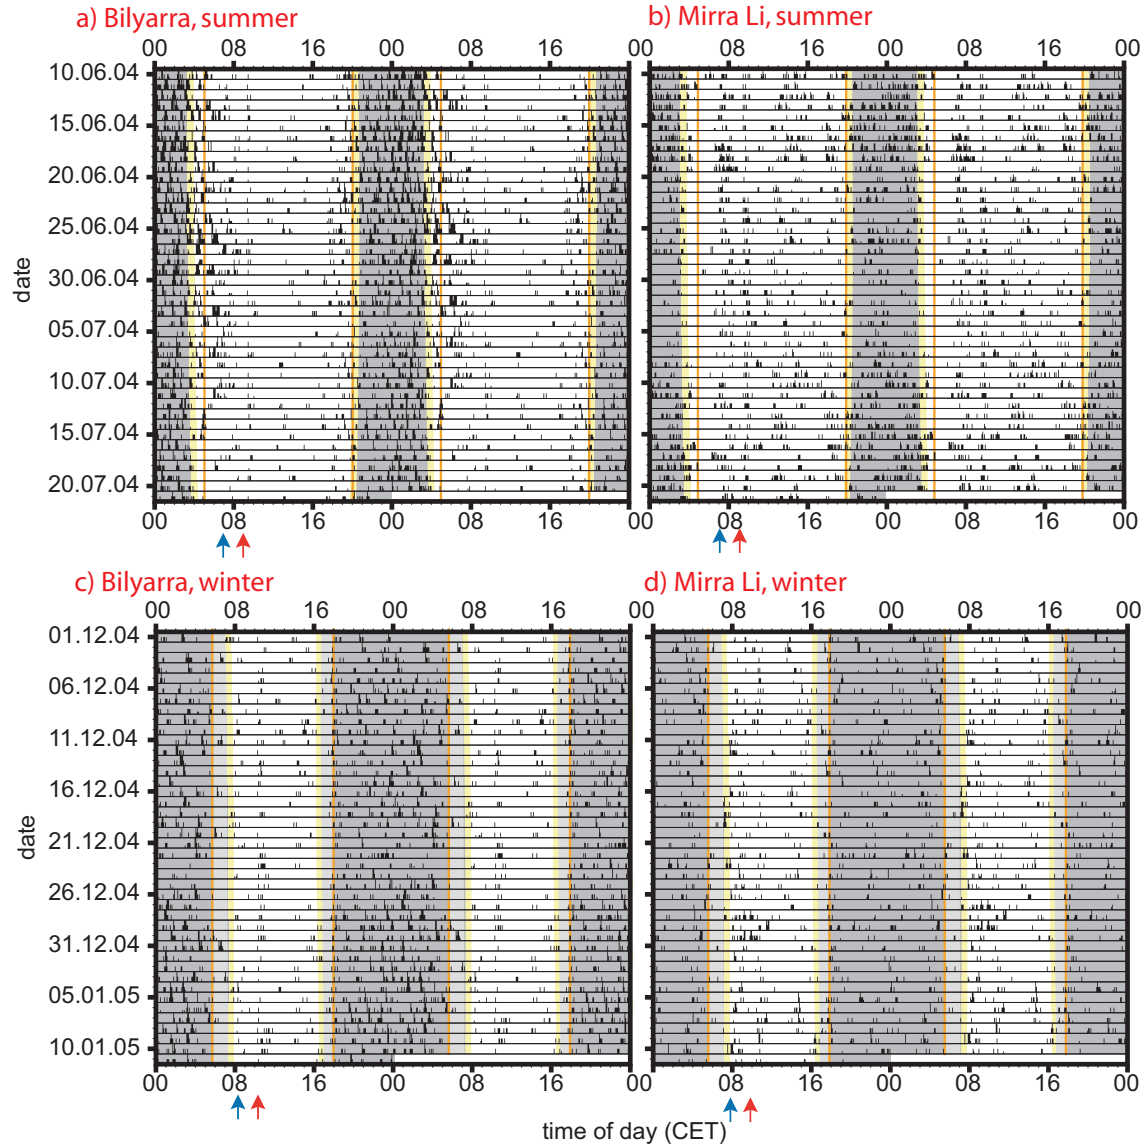 a) Bilyarra, summer
b) Mirra Li, summer
00 08 16 00 08 16 00
00 08 16 00 08 16 00
date
10.06.04
15.06.04
20.06.04
25.06.04
30.06.04
05.07.04
10.07.04
15.07.04
20.07.04
00 08 16 00 08 16 00
00 08 16 00 08 16 00
c) Bilyarra, winter
d) Mirra Li, winter
00 08 16 00 08 16 00
00 08 16 00 08 16 00
date
01.12.04
06.12.04
11.12.04
16.12.04
21.12.04
26.12.04
31.12.04
05.01.05
10.01.05
00 08 16 00 08 16 00
00 08 16 00 08 16 00
time of day (CET)